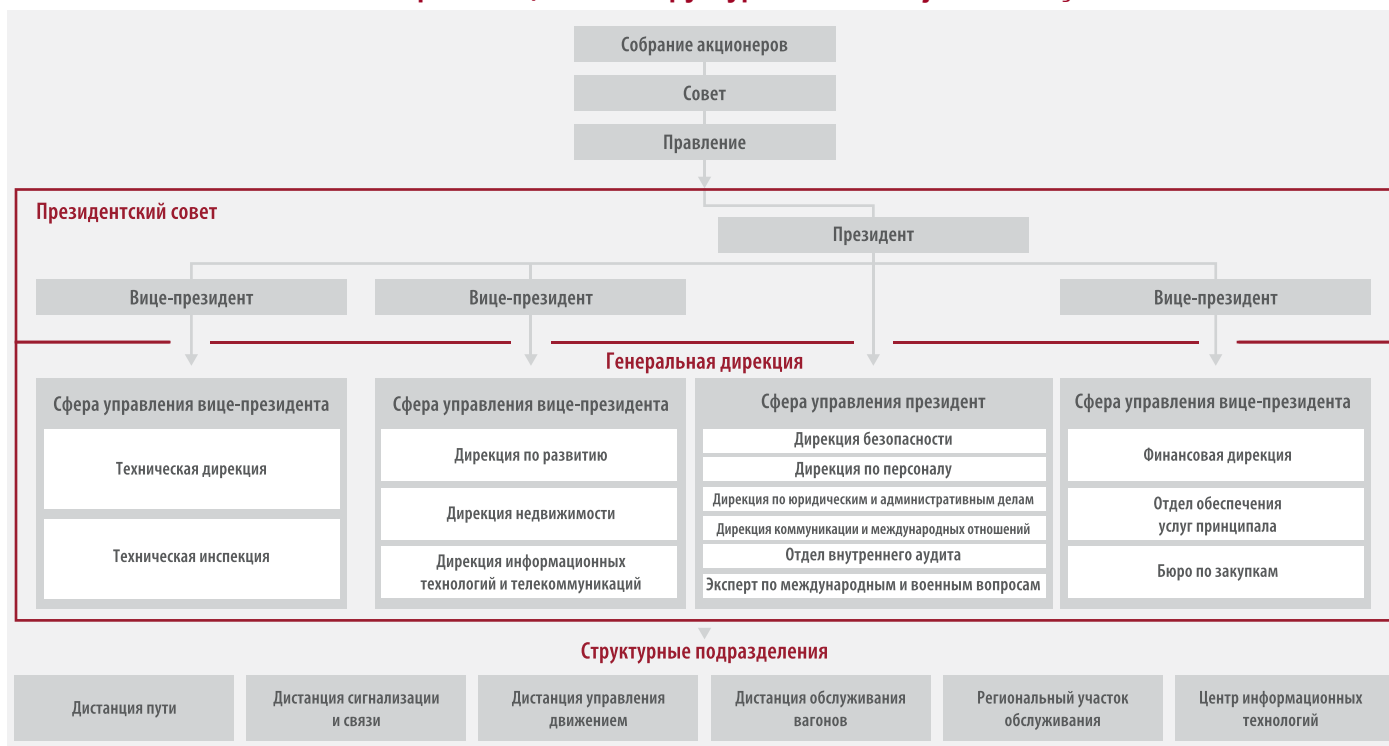 Собрание акционеров
Совет
Правление
Президентский совет
Президент
Вице-президент
Вице-президент
Вице-президент
Генеральная дирекция
Сфера управления вице-президента
Техническая дирекция
Техническая инспекция
Сфера управления вице-президента
Дирекция по развитию
Дирекция недвижимости
Дирекция информационных
технологий и телекоммуникаций
Сфера управления президент
Дирекция безопасности
Дирекция по персоналу
Дирекция по юридическим и административным делам
Дирекция коммуникации и международных отношений
Отдел внутреннего аудита
Эксперт по международным и военным вопросам
Сфера управления вице-президента
Финансовая дирекция
Отдел обеспечения
услуг принципала
Бюро по закупкам
Структурные подразделения
Дистанция пути
Дистанция сигнализации
и связи
Дистанция управления
движением
Дистанция обслуживания
вагонов
Региональный участок
обслуживания
Центр информационных
технологий